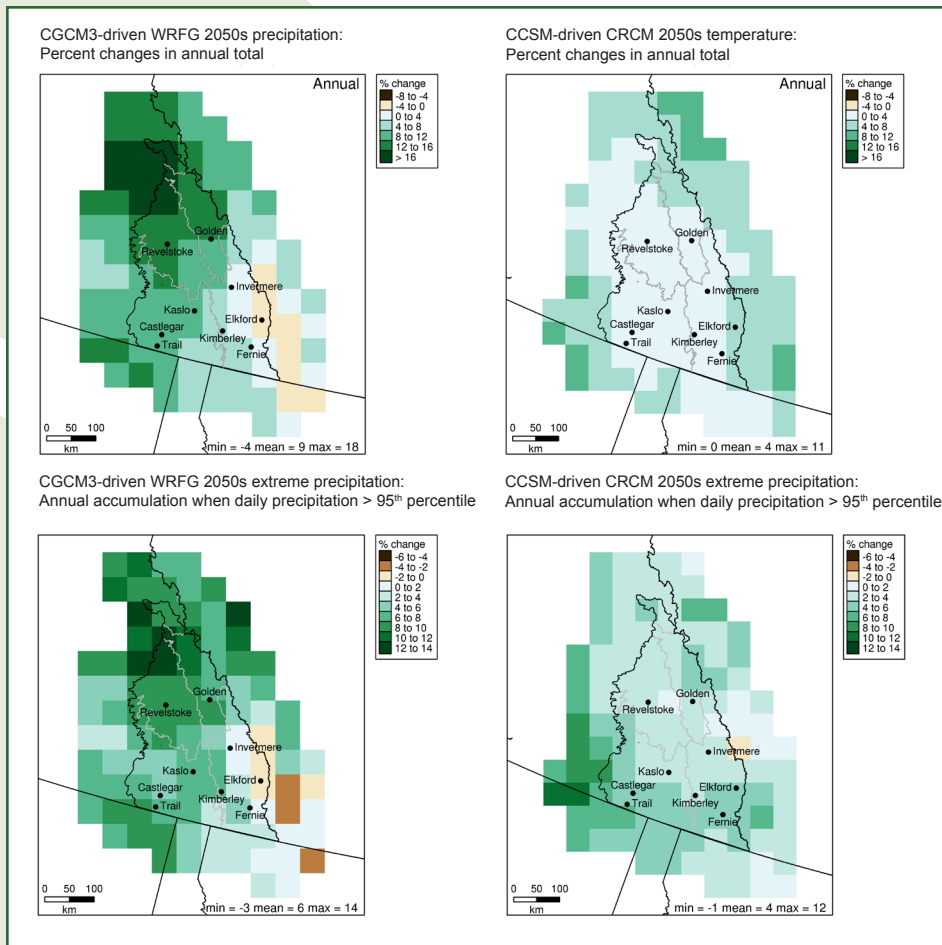 CGCM3-driven WRFG 2050s precipitation:
Percent changes in annual total
Annual
% change
-8 to -4
-4 to 0
0 to 4
4 to 8
8 to 12
12 to 16
> 16
Golden
Revelstoke
Invermere
Kaslo
Elkford
Castlegar
Kimberley
Trail
Fernie
0 50 100
km
min = -4 mean = 9 max = 18
CCSM-driven CRCM 2050s temperature:
Percent changes in annual total
Annual
% change
-8 to -4
-4 to 0
0 to 4
4 to 8
8 to 12
12 to 16
> 16
Golden
Revelstoke
Invermere
Kaslo
Elkford
Castlegar
Kimberley
Trail
Fernie
0 50 100
km
min = 0 mean = 4 max = 11
CGCM3-driven WRFG 2050s extreme precipitation:
Annual accumulation when daily precipitation > 95th percentile
% change
-6 to -4
-4 to -2
-2 to 0
0 to 2
2 to 4
4 to 6
6 to 8
8 to 10
10 to 12
12 to 14
Golden
Revelstoke
Invermere
Kaslo
Elkford
Castlegar
Kimberley
Trail
Fernie
0 50 100
km
min = -3 mean = 6 max = 14
CCSM-driven CRCM 2050s extreme precipitation:
Annual accumulation when daily precipitation > 95th percentile
% change
-6 to -4
-4 to -2
-2 to 0
0 to 2
2 to 4
4 to 6
6 to 8
8 to 10
10 to 12
12 to 14
Golden
Revelstoke
Invermere
Kaslo
Elkford
Castlegar
Kimberley
Trail
Fernie
0 50 100
km
min = -1 mean = 4 max = 12